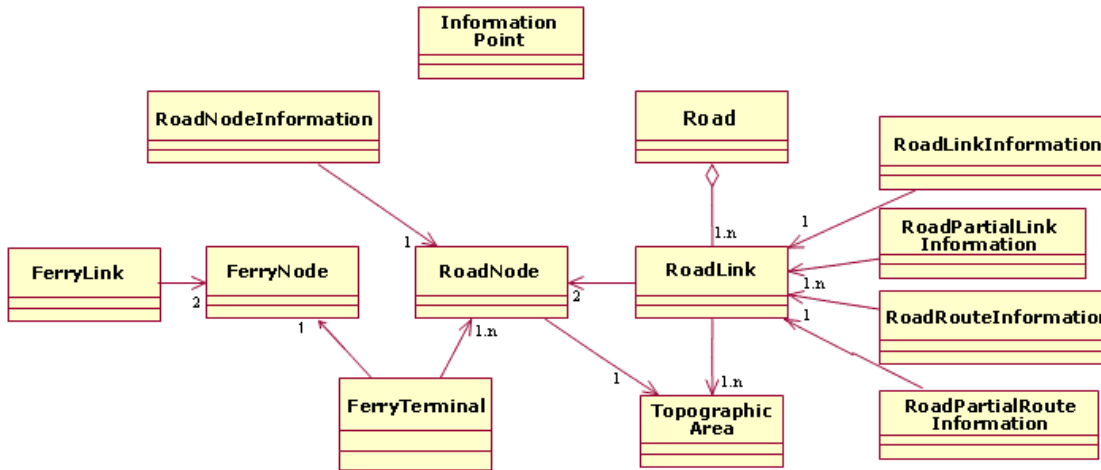 Information
Point
RoadNodeInformation
Road
RoadLinkInformation
1
1.n
RoadPartialLink
Information
1
FerryLink
FerryNode
RoadNode
RoadLink
1.n
2
2
1
RoadRouteInformation
1
1.n
1
1.n
FerryTerminal
Topographic
Area
RoadPartialRoute
Information